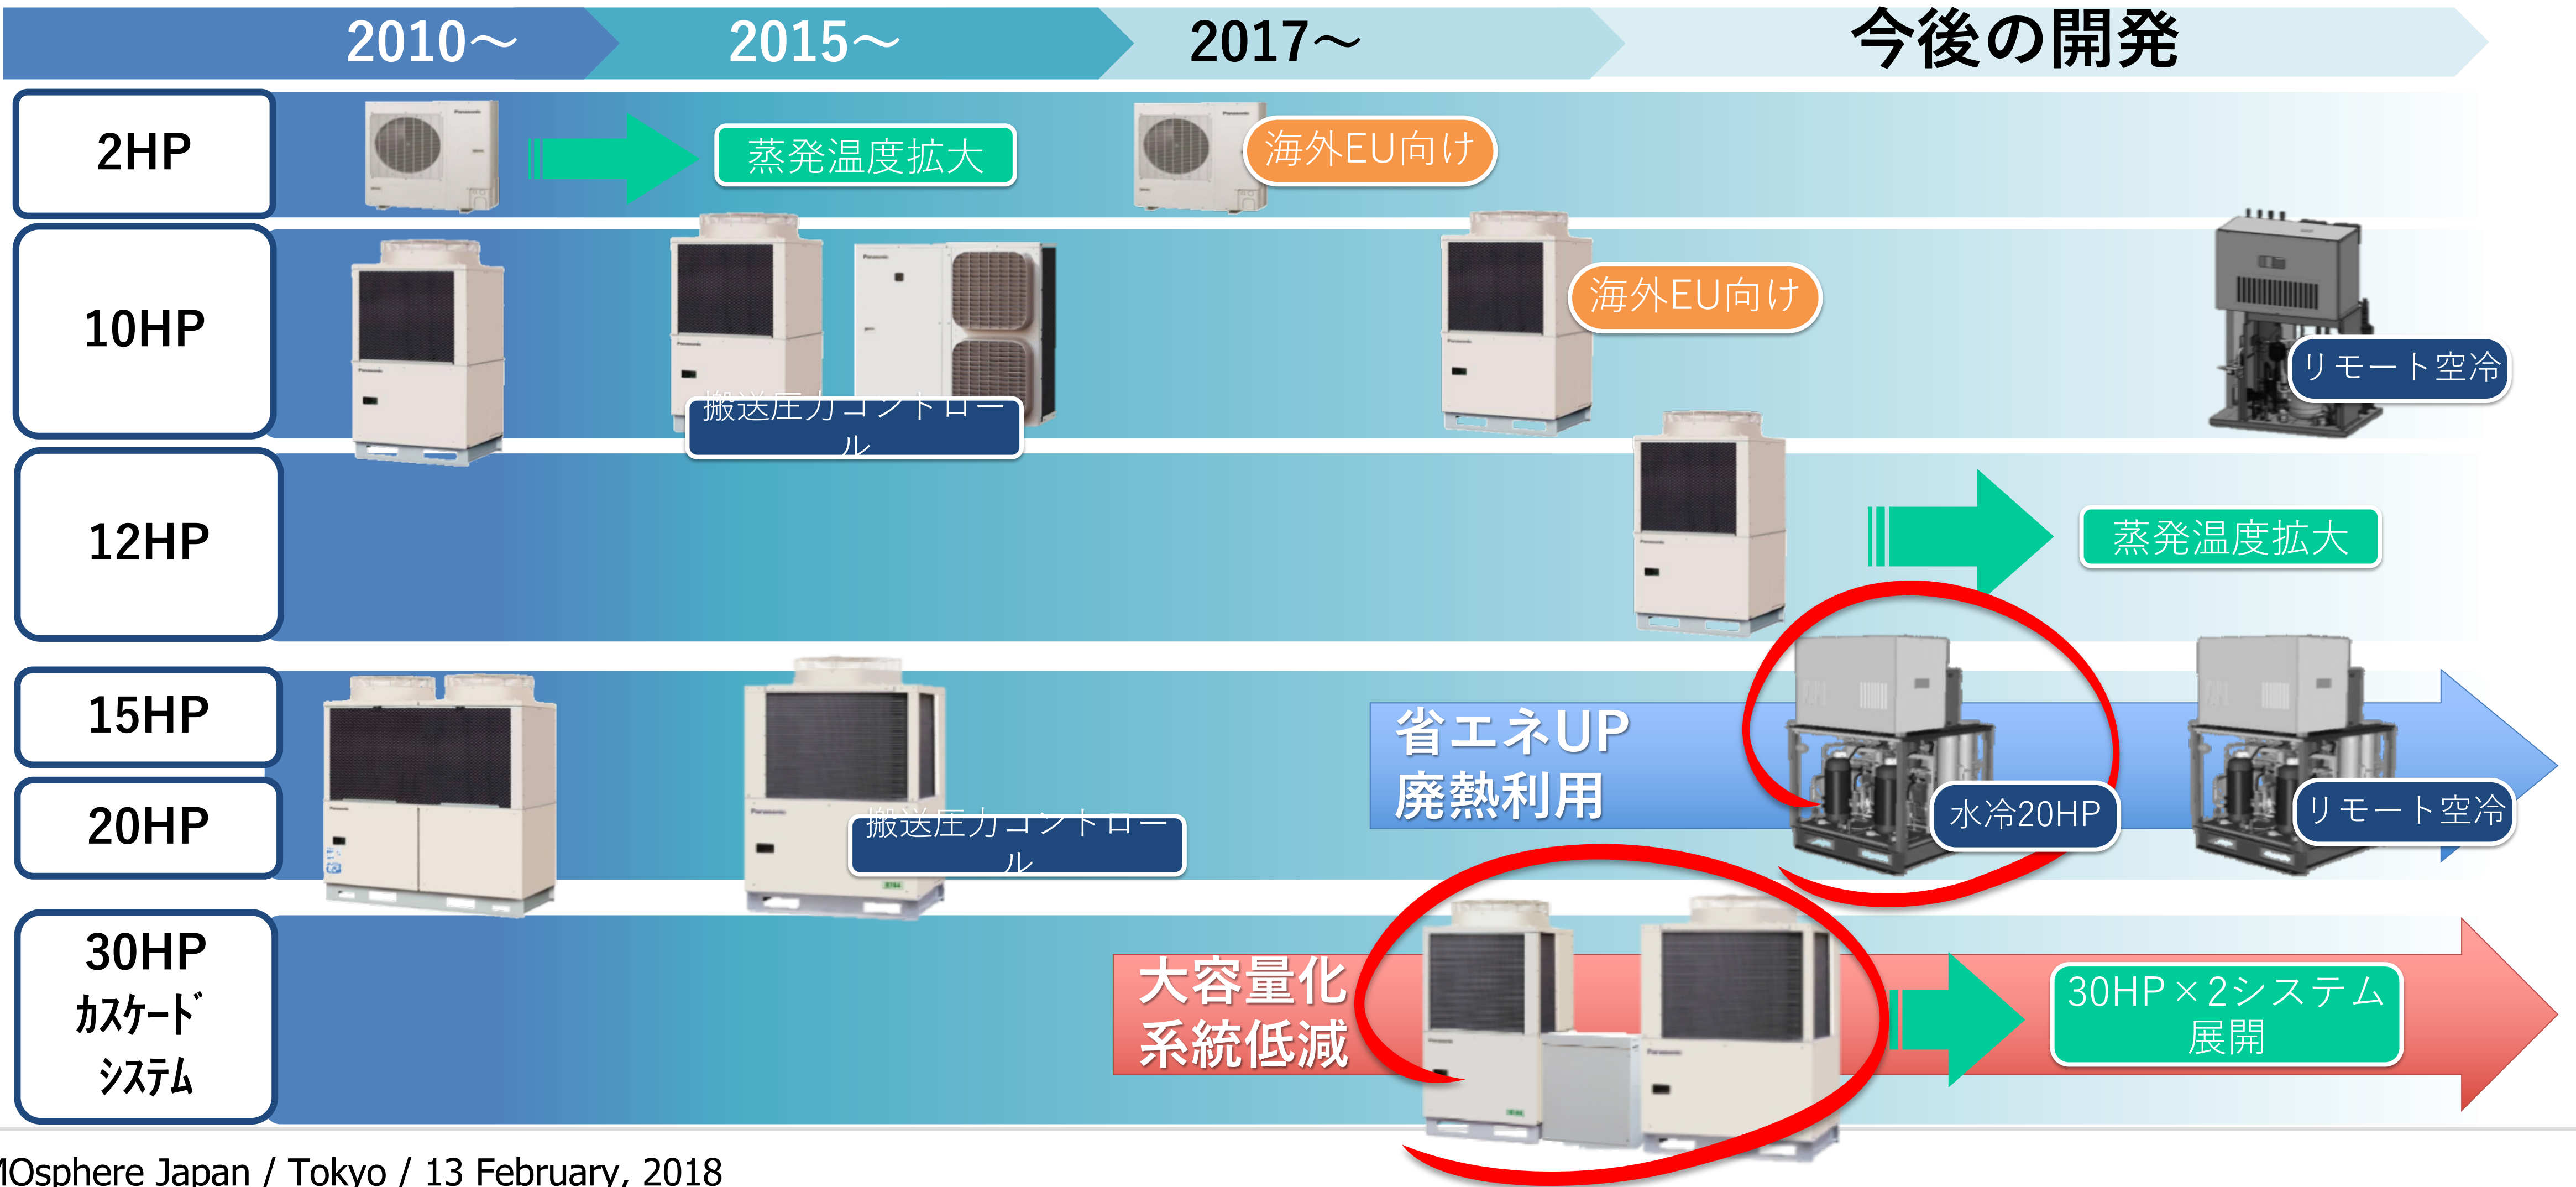 2010～
2015～
2017～
今後の開発
2HP
蒸発温度拡大
海外EU向け
10HP
搬送圧力コントロー
ル
海外EU向け
リモート空冷
12HP
蒸発温度拡大
15HP
20HP
搬送圧力コントロー
ル
省エネUP
廃熱利用
水冷20HP
リモート空冷
30HP
ｶｽｹｰﾄﾞ
ｼｽﾃﾑ
大容量化
系統低減
30HP×2システム
展開
MOsphere Japan / Tokyo / 13 February, 2018